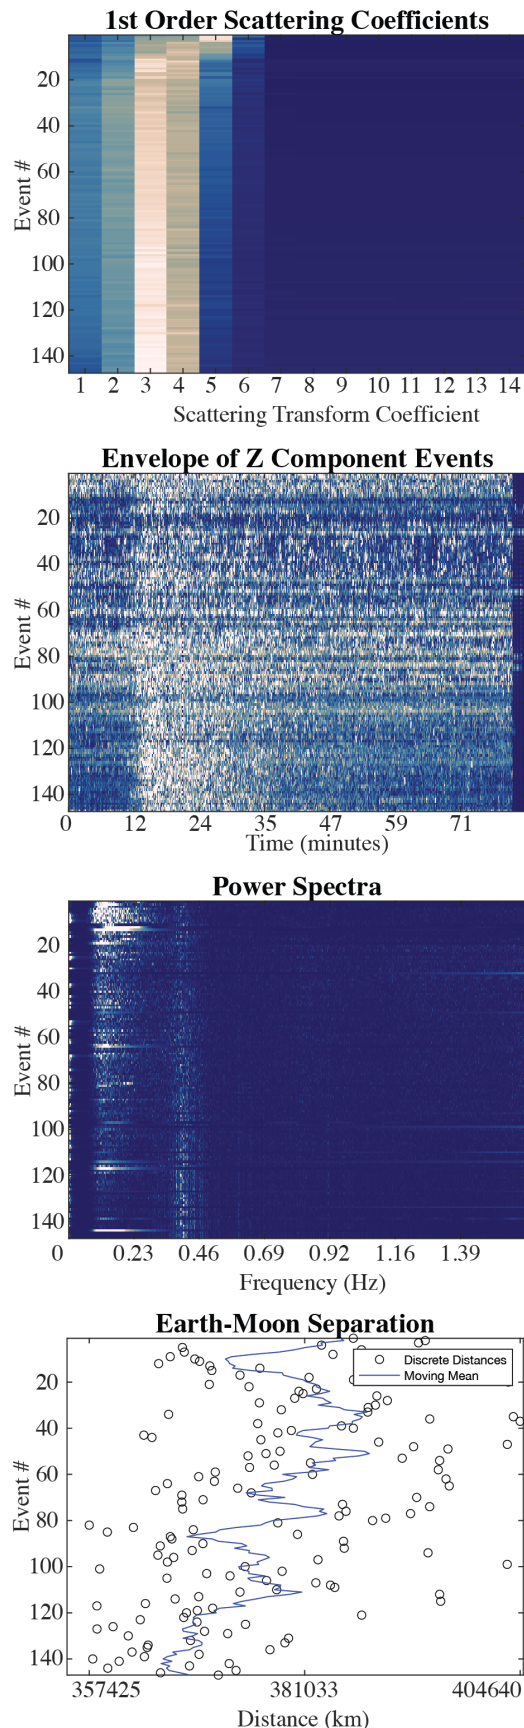 1st Order Scattering Coefficients
20
40
60
80
100
120
140
Event #
1 2 3 4 5 6 7 8 9 10 11 12 13 14
Scattering Transform Coefficient
Envelope of Z Component Events
20
40
60
80
100
120
140
Event #
0 12 24 35 47 59 71
Time (minutes)
Power Spectra
20
40
60
80
100
120
140
Event #
0 0.23 0.46 0.69 0.92 1.16 1.39
Frequency (Hz)
Earth-Moon Separation
Discrete Distances
Moving Mean
20
40
60
80
100
120
140
Event #
357425 381033 404640
Distance (km)